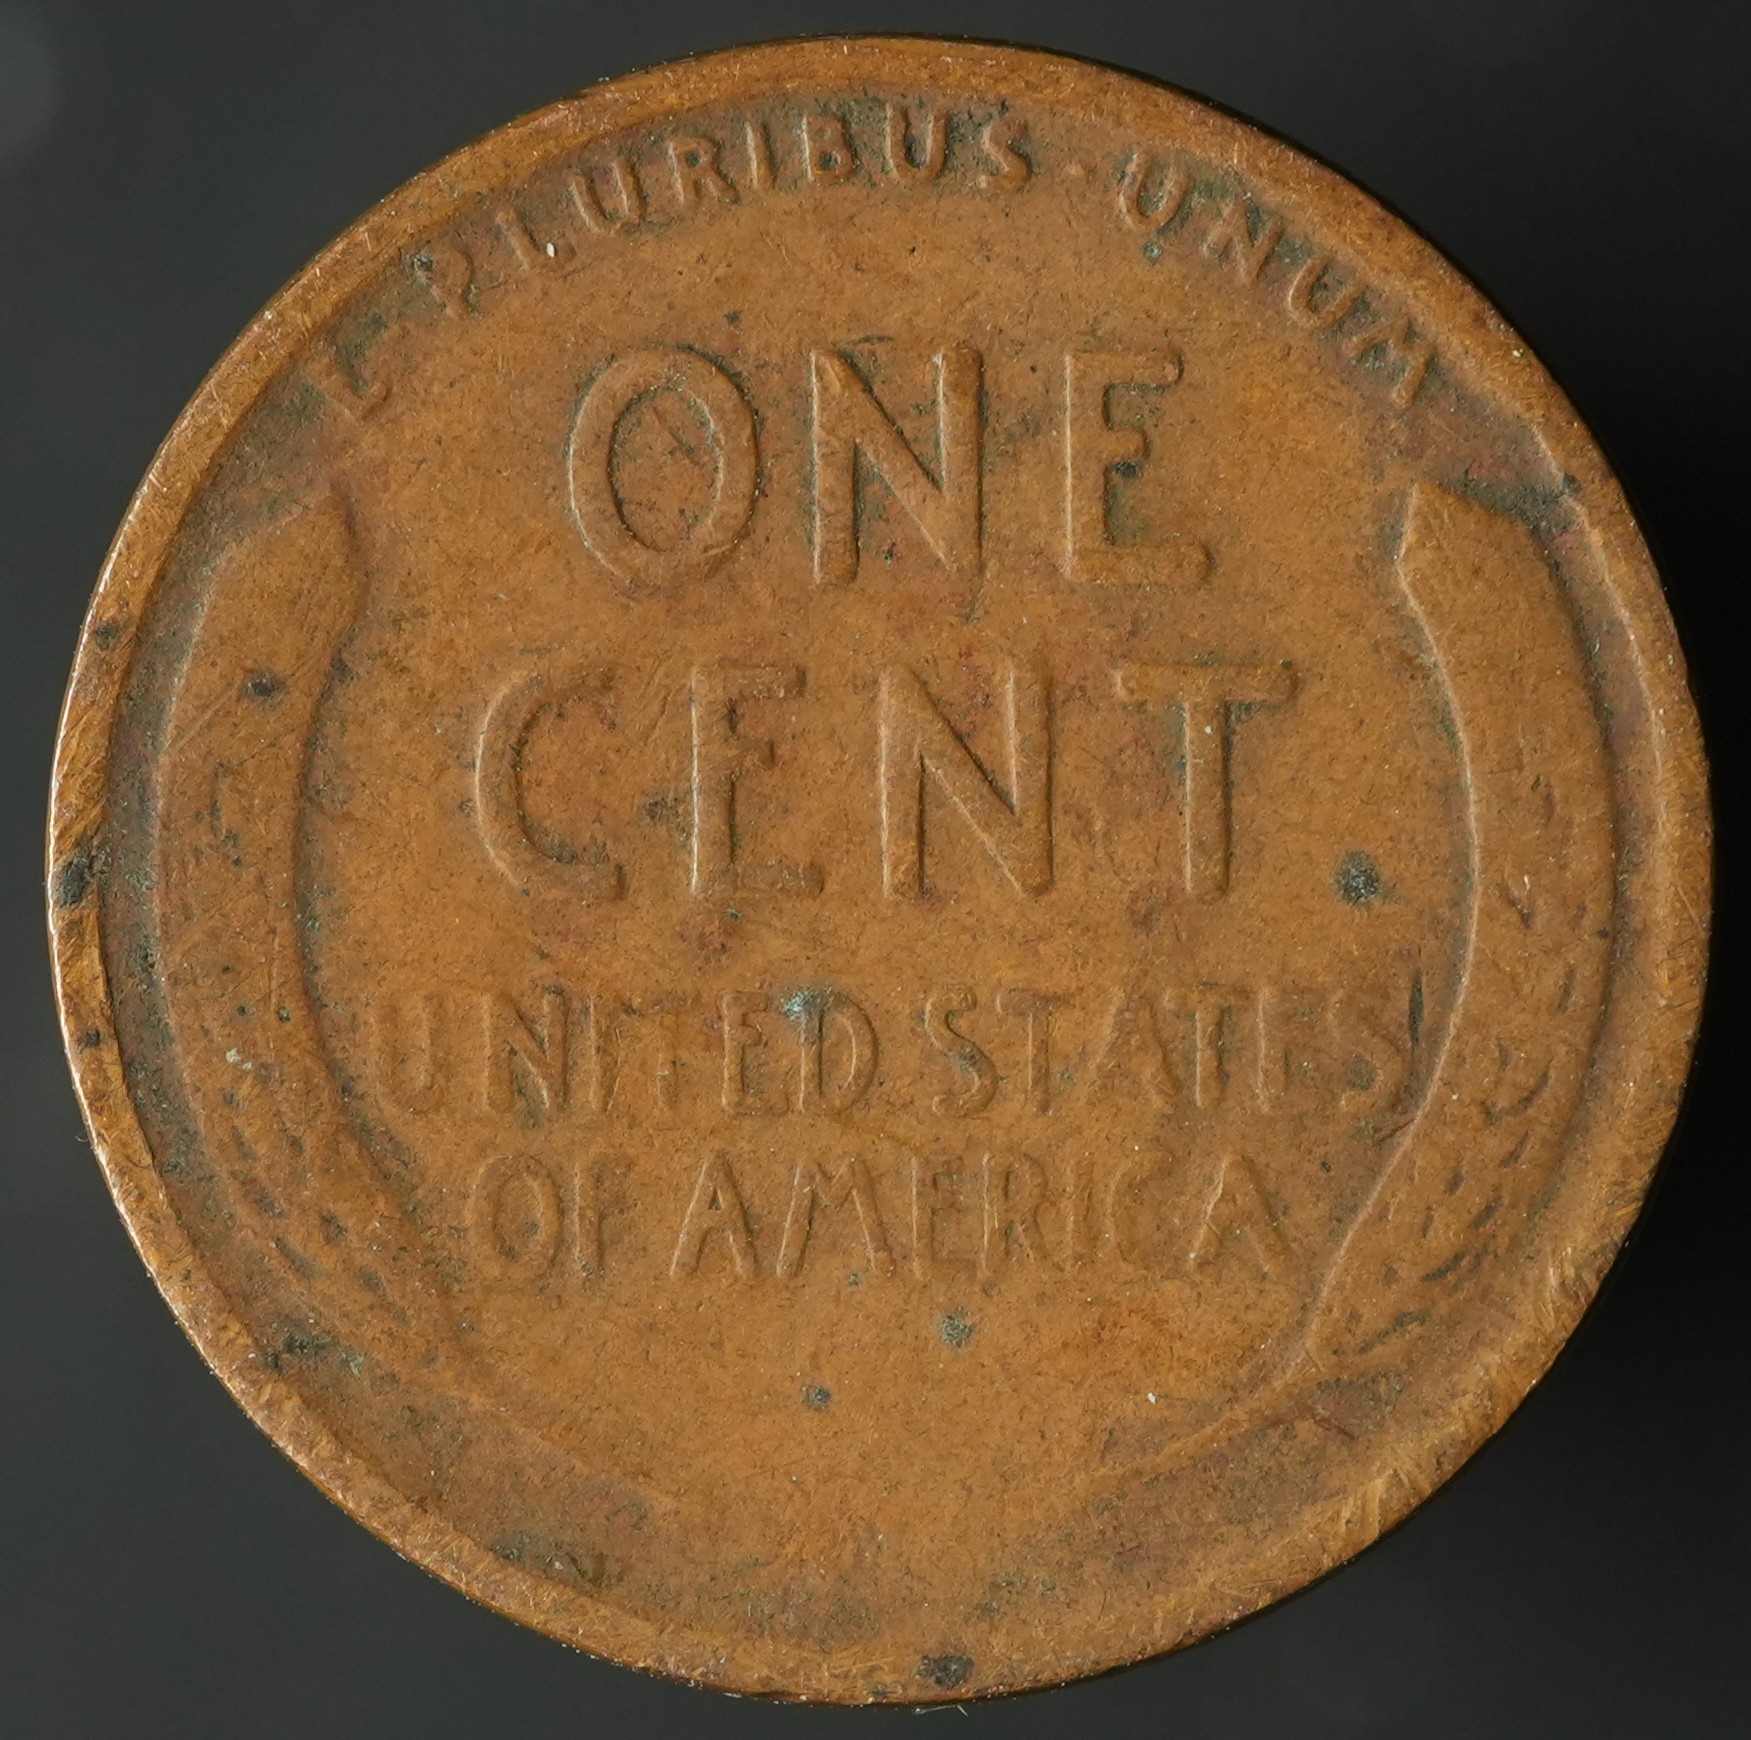 E · PLURIBUS · UNUM
ONE
CENT
UNITED STATES
OF AMERICA